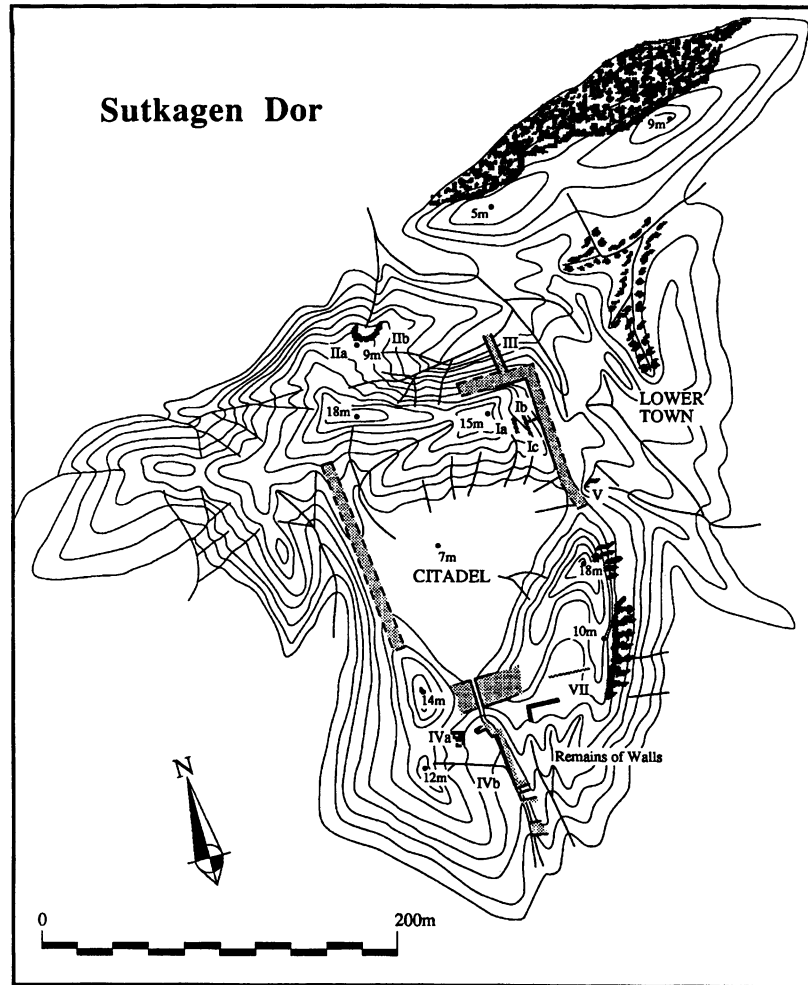 Sutkagen Dor
9m
5m
III
IIa
9m
IIb
LOWER
TOWN
18m
15m
Ia
Ib
Ic
V
7m
CITADEL
18m
10m
14m
VII
IVa
12m
IVb
Remains of Walls
N
0
200m